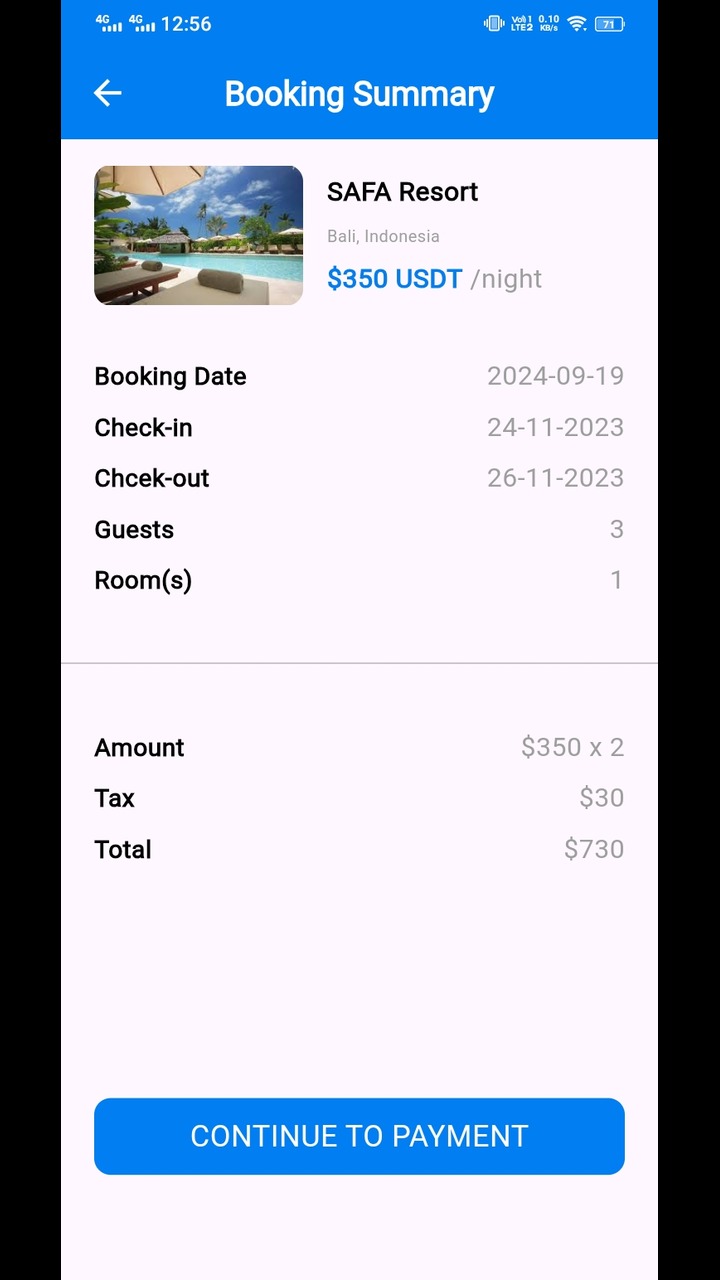 4G 4G 12:56 Vo) 1 LTE2 0.10 KB/s 71
Booking Summary
SAFA Resort
Bali, Indonesia
$350 USDT /night
Booking Date 2024-09-19
Check-in 24-11-2023
Chcek-out 26-11-2023
Guests 3
Room(s) 1
Amount $350 x 2
Tax $30
Total $730
CONTINUE TO PAYMENT